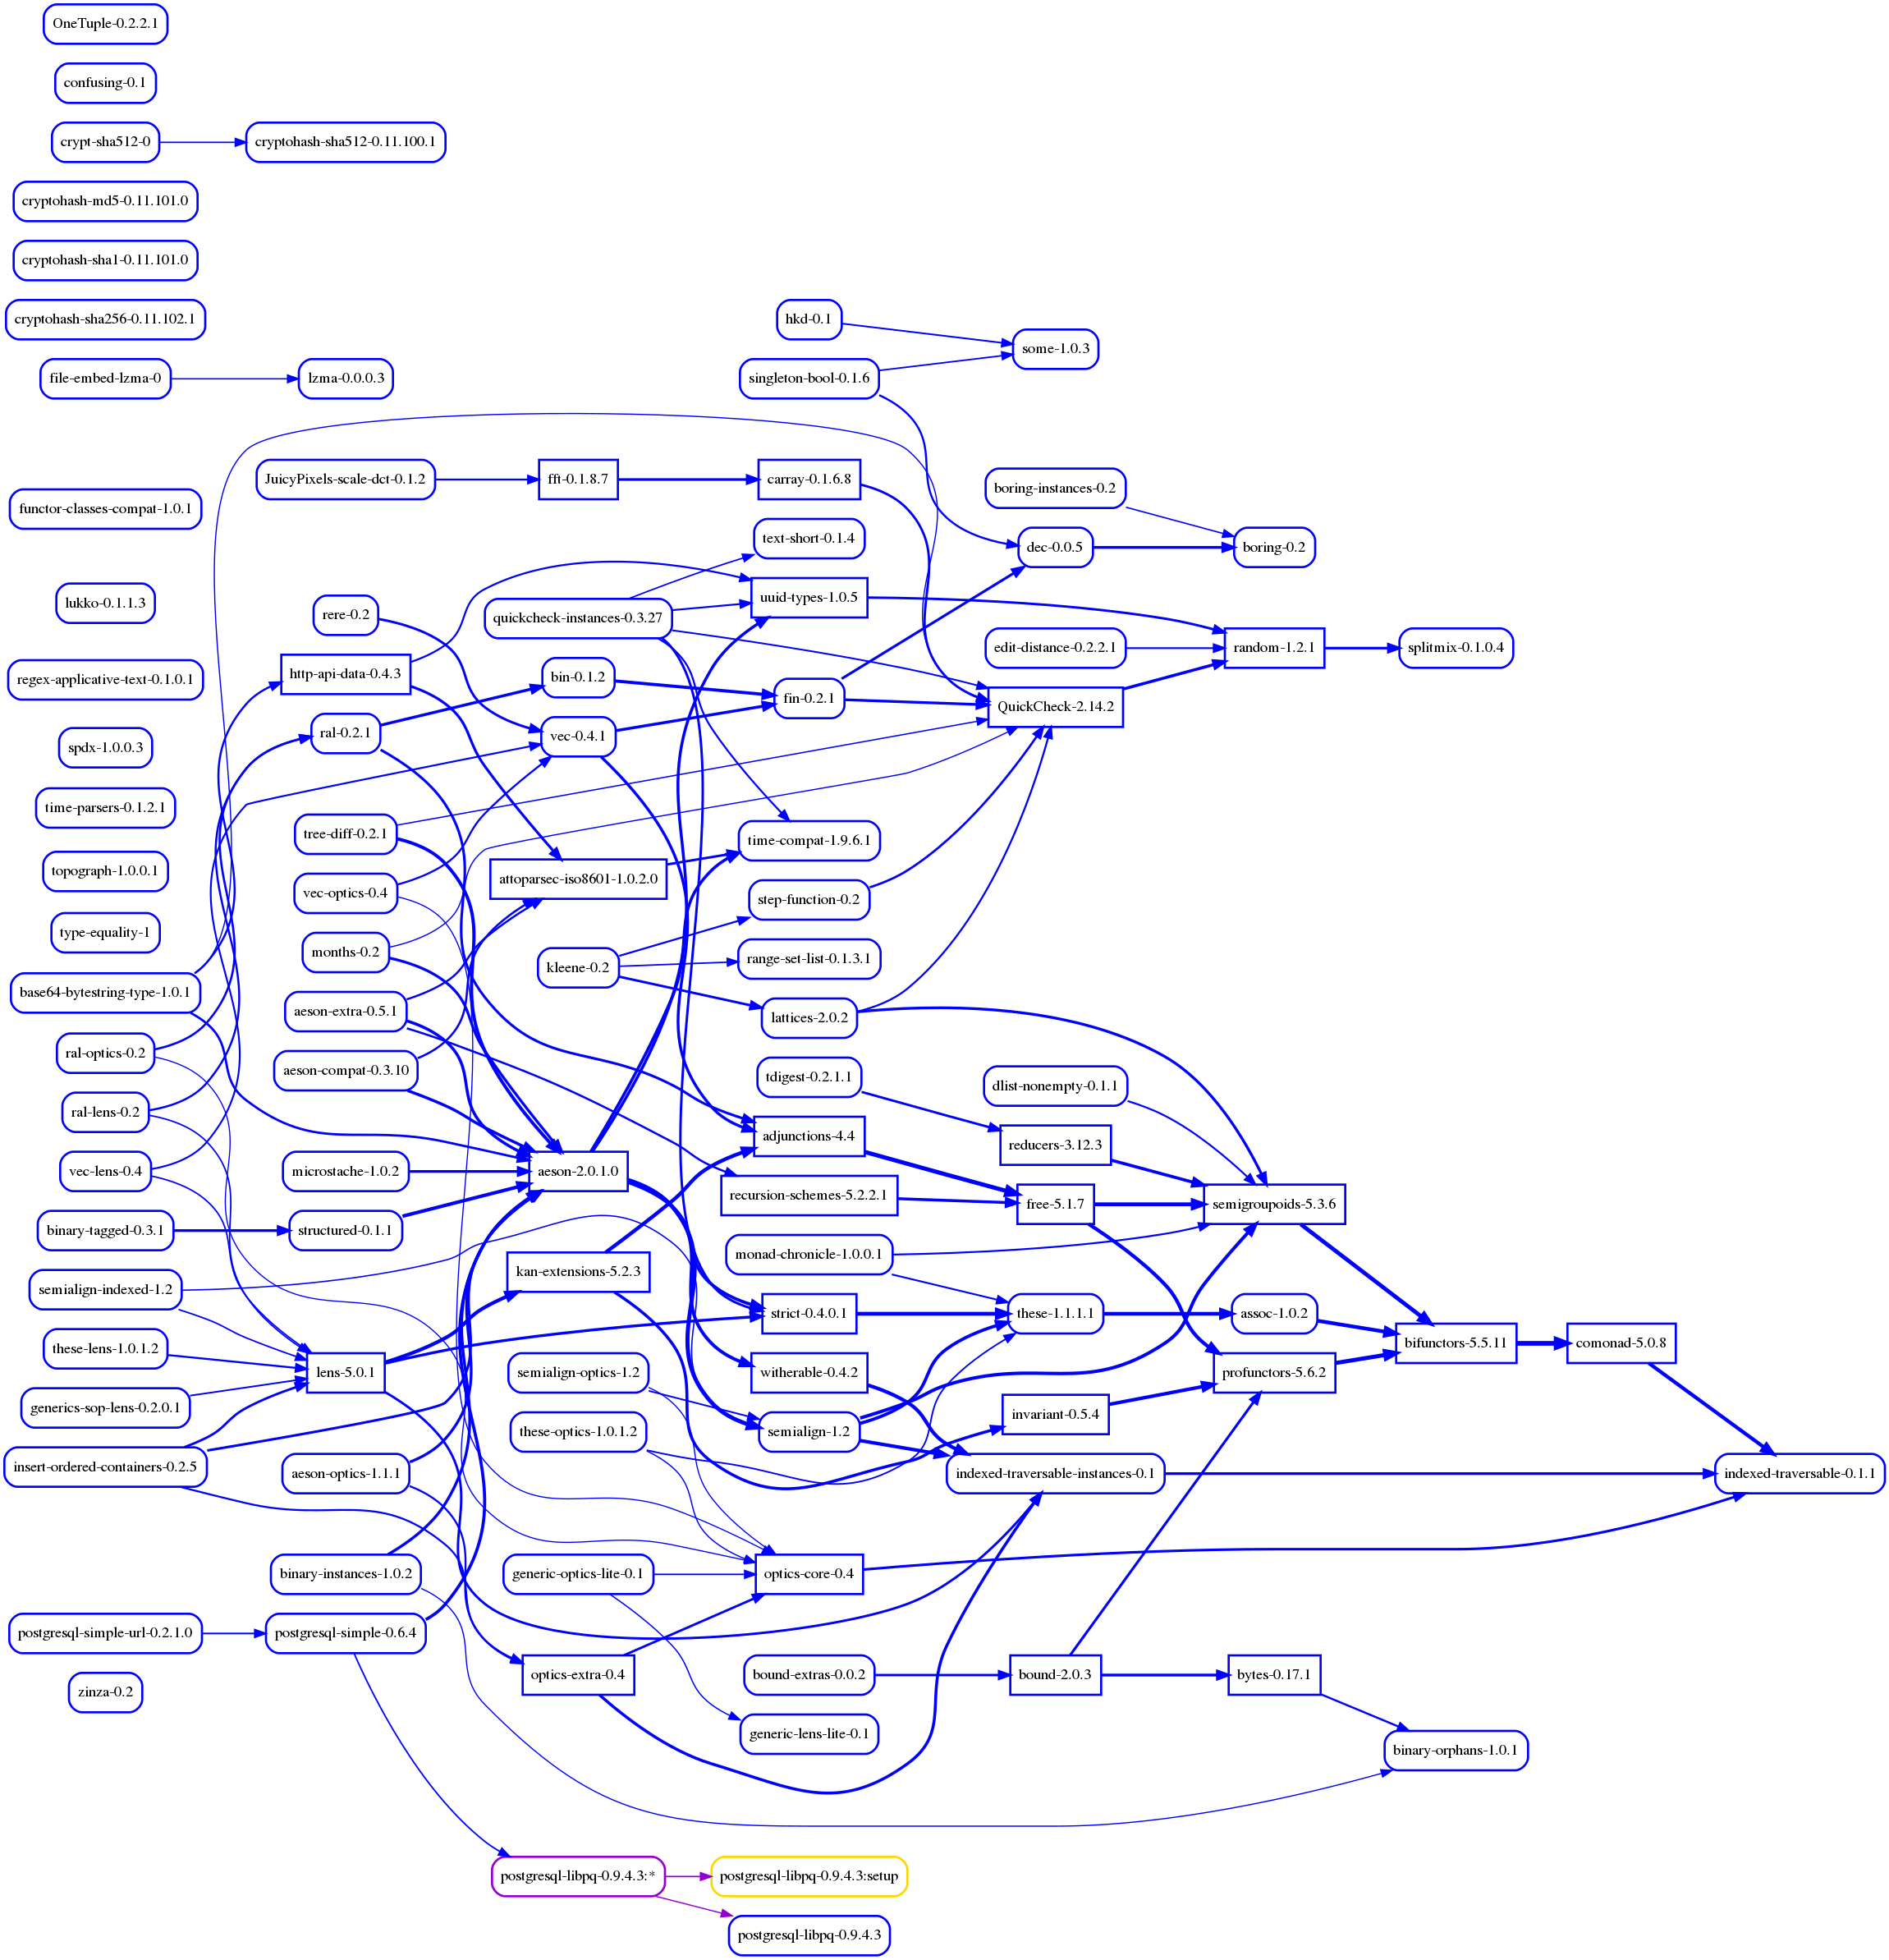 OneTuple-0.2.2.1
confusing-0.1
crypt-sha512-0
cryptohash-sha512-0.11.100.1
cryptohash-md5-0.11.101.0
cryptohash-sha1-0.11.101.0
cryptohash-sha256-0.11.102.1
hkd-0.1
some-1.0.3
file-embed-lzma-0
lzma-0.0.0.3
singleton-bool-0.1.6
JuicyPixels-scale-dct-0.1.2
fft-0.1.8.7
carray-0.1.6.8
boring-instances-0.2
functor-classes-compat-1.0.1
text-short-0.1.4
dec-0.0.5
boring-0.2
lukko-0.1.1.3
rere-0.2
quickcheck-instances-0.3.27
uuid-types-1.0.5
edit-distance-0.2.2.1
random-1.2.1
splitmix-0.1.0.4
regex-applicative-text-0.1.0.1
http-api-data-0.4.3
bin-0.1.2
fin-0.2.1
QuickCheck-2.14.2
spdx-1.0.0.3
ral-0.2.1
vec-0.4.1
time-parsers-0.1.2.1
tree-diff-0.2.1
time-compat-1.9.6.1
topograph-1.0.0.1
vec-optics-0.4
attoparsec-iso8601-1.0.2.0
step-function-0.2
type-equality-1
months-0.2
kleene-0.2
range-set-list-0.1.3.1
base64-bytestring-type-1.0.1
aeson-extra-0.5.1
lattices-2.0.2
ral-optics-0.2
aeson-compat-0.3.10
tdigest-0.2.1.1
dlist-nonempty-0.1.1
ral-lens-0.2
adjunctions-4.4
reducers-3.12.3
vec-lens-0.4
microstache-1.0.2
aeson-2.0.1.0
recursion-schemes-5.2.2.1
free-5.1.7
semigroupoids-5.3.6
binary-tagged-0.3.1
structured-0.1.1
monad-chronicle-1.0.0.1
semialign-indexed-1.2
kan-extensions-5.2.3
strict-0.4.0.1
these-1.1.1.1
assoc-1.0.2
these-lens-1.0.1.2
lens-5.0.1
semialign-optics-1.2
witherable-0.4.2
profunctors-5.6.2
bifunctors-5.5.11
comonad-5.0.8
generics-sop-lens-0.2.0.1
these-optics-1.0.1.2
semialign-1.2
invariant-0.5.4
insert-ordered-containers-0.2.5
aeson-optics-1.1.1
indexed-traversable-instances-0.1
indexed-traversable-0.1.1
binary-instances-1.0.2
generic-optics-lite-0.1
optics-core-0.4
postgresql-simple-url-0.2.1.0
postgresql-simple-0.6.4
zinza-0.2
optics-extra-0.4
bound-extras-0.0.2
bound-2.0.3
bytes-0.17.1
generic-lens-lite-0.1
binary-orphans-1.0.1
postgresql-libpq-0.9.4.3:*
postgresql-libpq-0.9.4.3:setup
postgresql-libpq-0.9.4.3